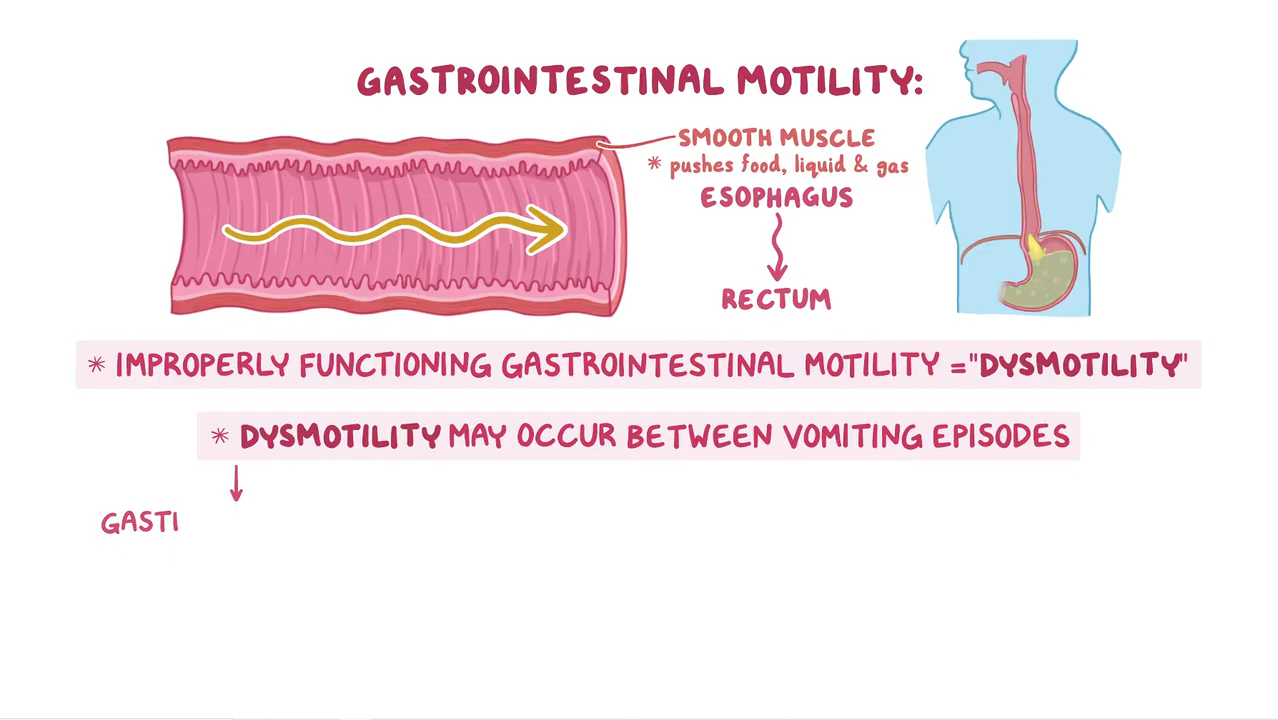 GASTROINTESTINAL MOTILITY:
SMOOTH MUSCLE
* pushes food, liquid & gas
ESOPHAGUS
RECTUM
* IMPROPERLY FUNCTIONING GASTROINTESTINAL MOTILITY ="DYSMOTILITY"
* DYSMOTILITY MAY OCCUR BETWEEN VOMITING EPISODES
GASTI